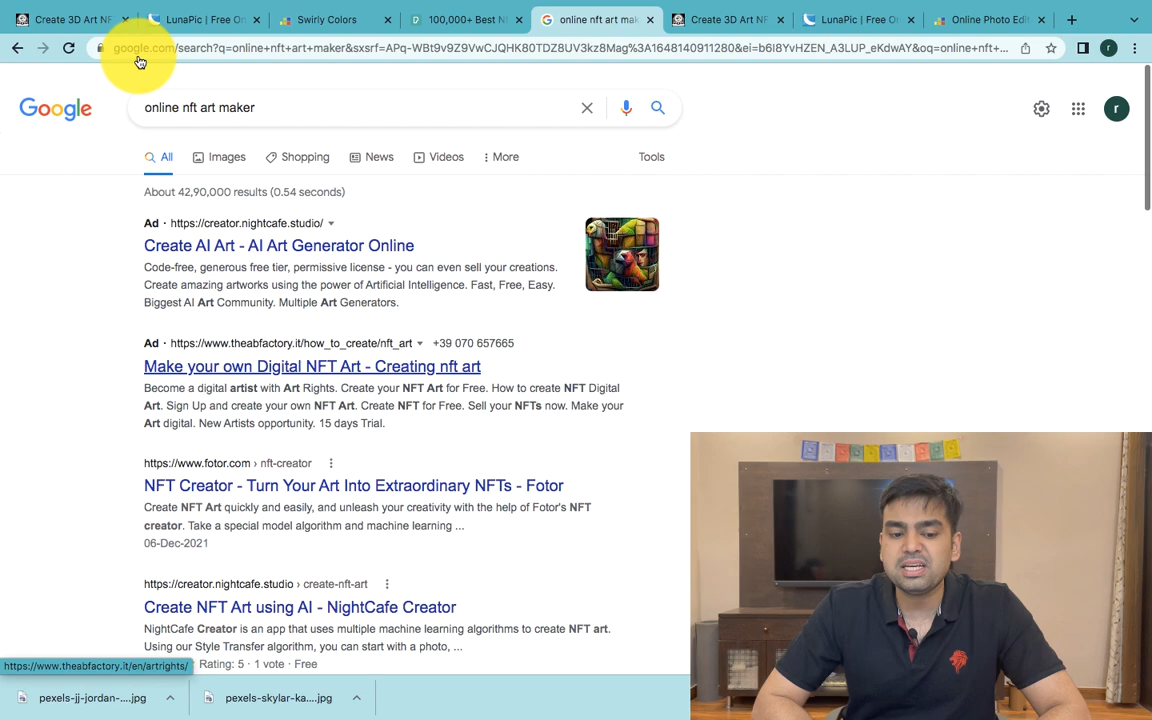 Create 3D Art NF
LunaPic | Free On
Swirly Colors
100,000+ Best N
online nft art mak
Create 3D Art NF
LunaPic | Free O
Online Photo Edi
google.com/search?q=online+nft+art+maker&sxsrf=APq-WBt9v9Z9VwCJQHK80TDZ8UV3kz8Mag%3A1648140911280&ei=b6I8YvHZEN_A3LUP_eKdwAY&oq=online+nft+...
r
Google
online nft art maker
r
All
Images
Shopping
News
Videos
More
Tools
About 42,90,000 results (0.54 seconds)
Ad · https://creator.nightcafe.studio/
Create AI Art - AI Art Generator Online
Code-free, generous free tier, permissive license - you can even sell your creations.
Create amazing artworks using the power of Artificial Intelligence. Fast, Free, Easy.
Biggest AI Art Community. Multiple Art Generators.
Ad · https://www.theabfactory.it/how_to_create/nft_art +39 070 657665
Make your own Digital NFT Art - Creating nft art
Become a digital artist with Art Rights. Create your NFT Art for Free. How to create NFT Digital
Art. Sign Up and create your own NFT Art. Create NFT for Free. Sell your NFTs now. Make your
Art digital. New Artists opportunity. 15 days Trial.
https://www.fotor.com › nft-creator
NFT Creator - Turn Your Art Into Extraordinary NFTs - Fotor
Create NFT Art quickly and easily, and unleash your creativity with the help of Fotor's NFT
creator. Take a special model algorithm and machine learning ...
06-Dec-2021
https://creator.nightcafe.studio › create-nft-art
Create NFT Art using AI - NightCafe Creator
NightCafe Creator is an app that uses multiple machine learning algorithms to create NFT art.
Using our Style Transfer algorithm, you can start with a photo, ...
https://www.theabfactory.it/en/artrights/
Rating: 5 · 1 vote · Free
pexels-jj-jordan-....jpg
pexels-skylar-ka....jpg